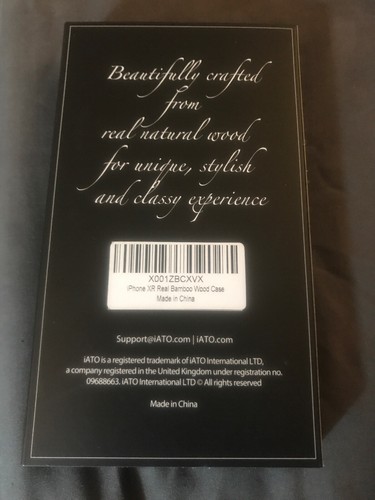 Beautifully crafted
from
real natural wood
for unique, stylish
and classy experience
X001ZBCXVX
iPhone XR Real Bamboo Wood Case
Made in China
Support@iATO.com | iATO.com
iATO is a registered trademark of iATO International LTD,
a company registered in the United Kingdom under registration no.
09688663. iATO International LTD © All rights reserved
Made in China